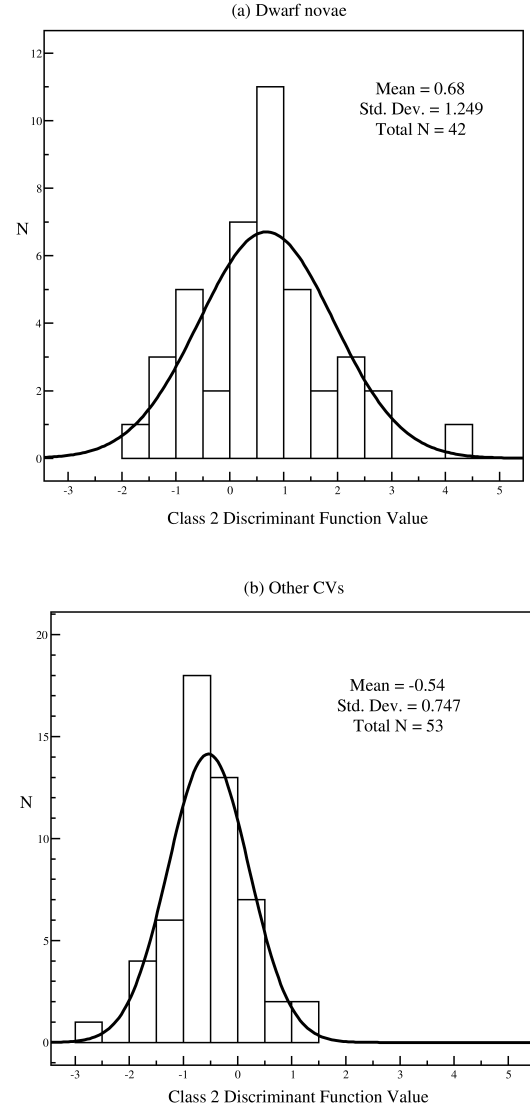 (a) Dwarf novae
12
10
8
6
4
2
0
N
Mean = 0.68
Std. Dev. = 1.249
Total N = 42
-3 -2 -1 0 1 2 3 4 5
Class 2 Discriminant Function Value
(b) Other CVs
20
15
10
5
0
N
Mean = -0.54
Std. Dev. = 0.747
Total N = 53
-3 -2 -1 0 1 2 3 4 5
Class 2 Discriminant Function Value